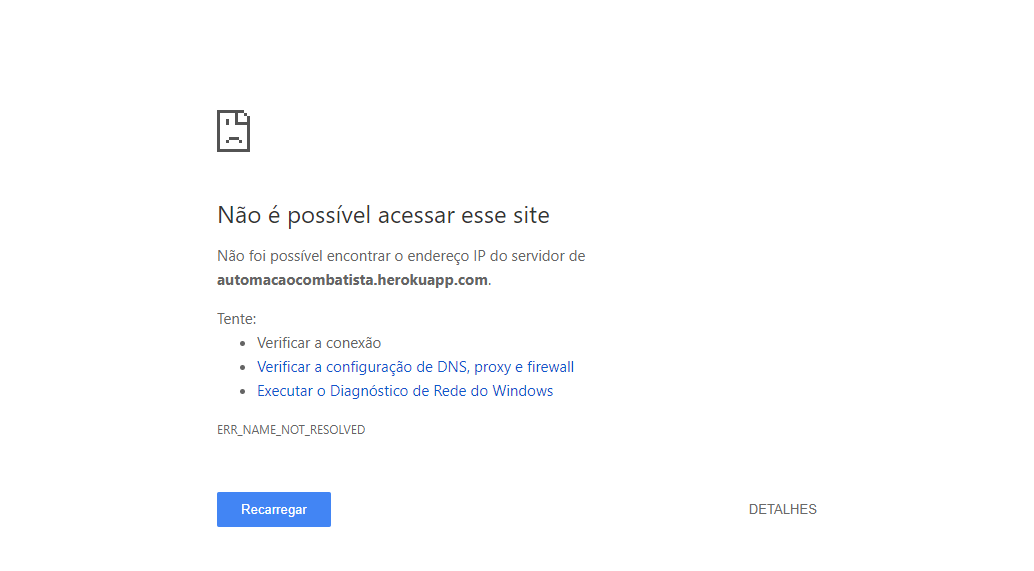 Não é possível acessar esse site
Não foi possível encontrar o endereço IP do servidor de
automacaocombatista.herokuapp.com.
Tente:
• Verificar a conexão
• Verificar a configuração de DNS, proxy e firewall
• Executar o Diagnóstico de Rede do Windows
ERR_NAME_NOT_RESOLVED
Recarregar
DETALHES